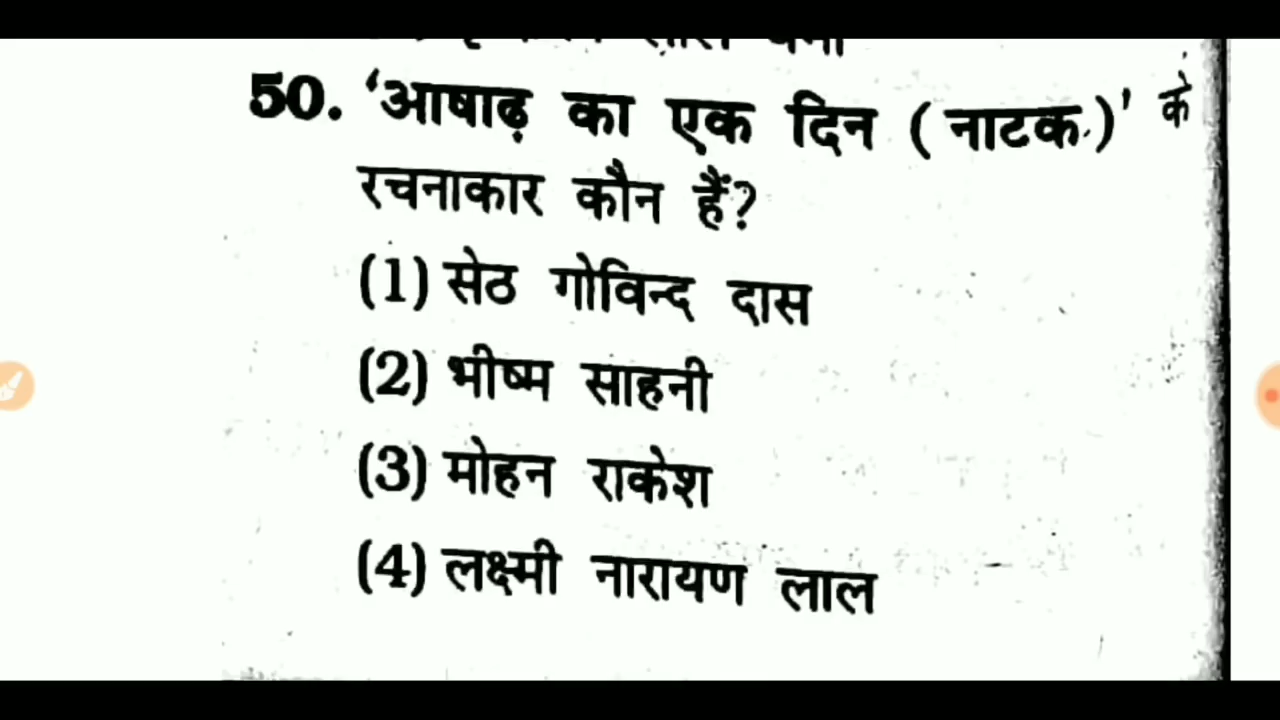 50. 'आषाढ़ का एक दिन (नाटक)' के
रचनाकार कौन हैं?
(1) सेठ गोविन्द दास
(2) भीष्म साहनी
(3) मोहन राकेश
(4) लक्ष्मी नारायण लाल